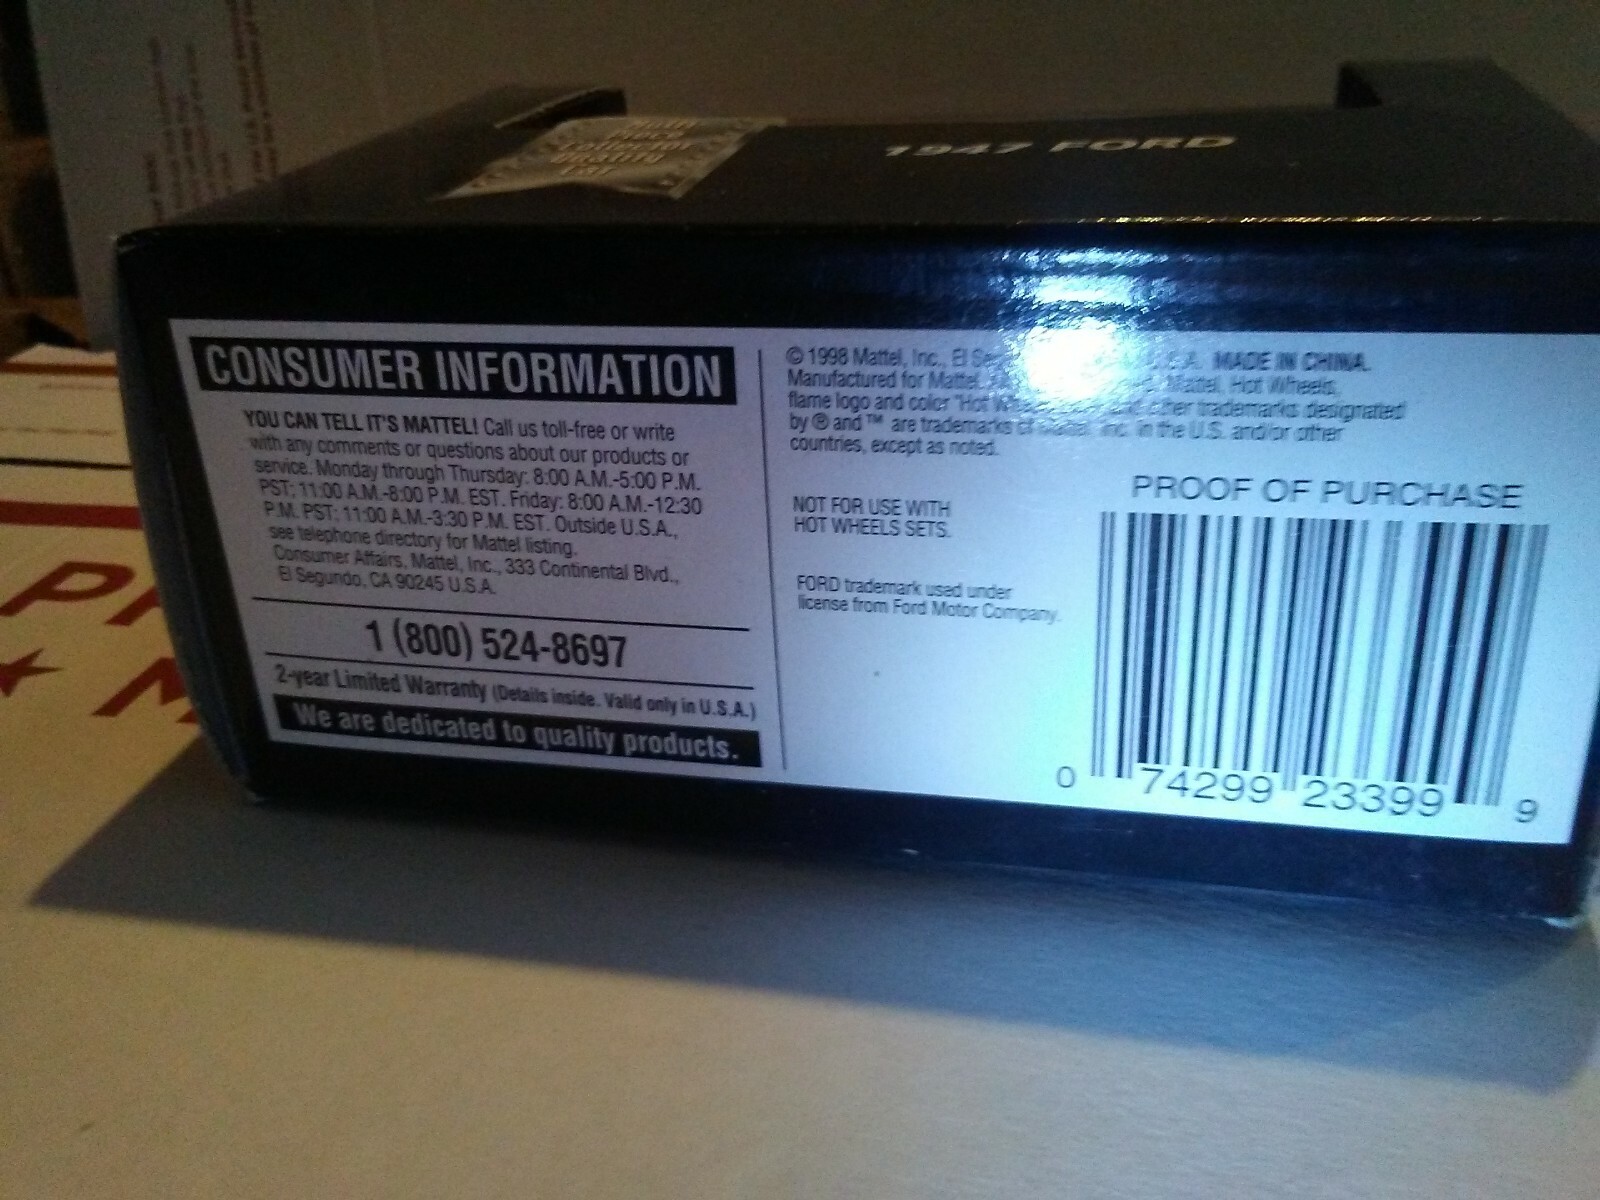 Collector
1947 FORD
CONSUMER INFORMATION
YOU CAN TELL IT'S MATTEL! Call us toll-free or write
with any comments or questions about our products or
service. Monday through Thursday: 8:00 A.M.-5:00 P.M.
PST; 11:00 A.M.-8:00 P.M. EST. Friday: 8:00 A.M.-12:30
P.M. PST; 11:00 A.M.-3:30 P.M. EST. Outside U.S.A.,
see telephone directory for Mattel listing.
Consumer Affairs, Mattel, Inc., 333 Continental Blvd.,
El Segundo, CA 90245 U.S.A.
1 (800) 524-8697
2-year Limited Warranty (Details inside. Valid only in U.S.A.)
We are dedicated to quality products.
© 1998 Mattel, Inc., El MADE IN CHINA.
Manufactured for Mattel. Mattel, Hot Wheels,
flame logo and color "Hot other trademarks designated
by ® and ™ are trademarks of Mattel, Inc. in the U.S. and/or other
countries, except as noted.
NOT FOR USE WITH
HOT WHEELS SETS.
FORD trademark used under
license from Ford Motor Company.
PROOF OF PURCHASE
0 74299 23399 9